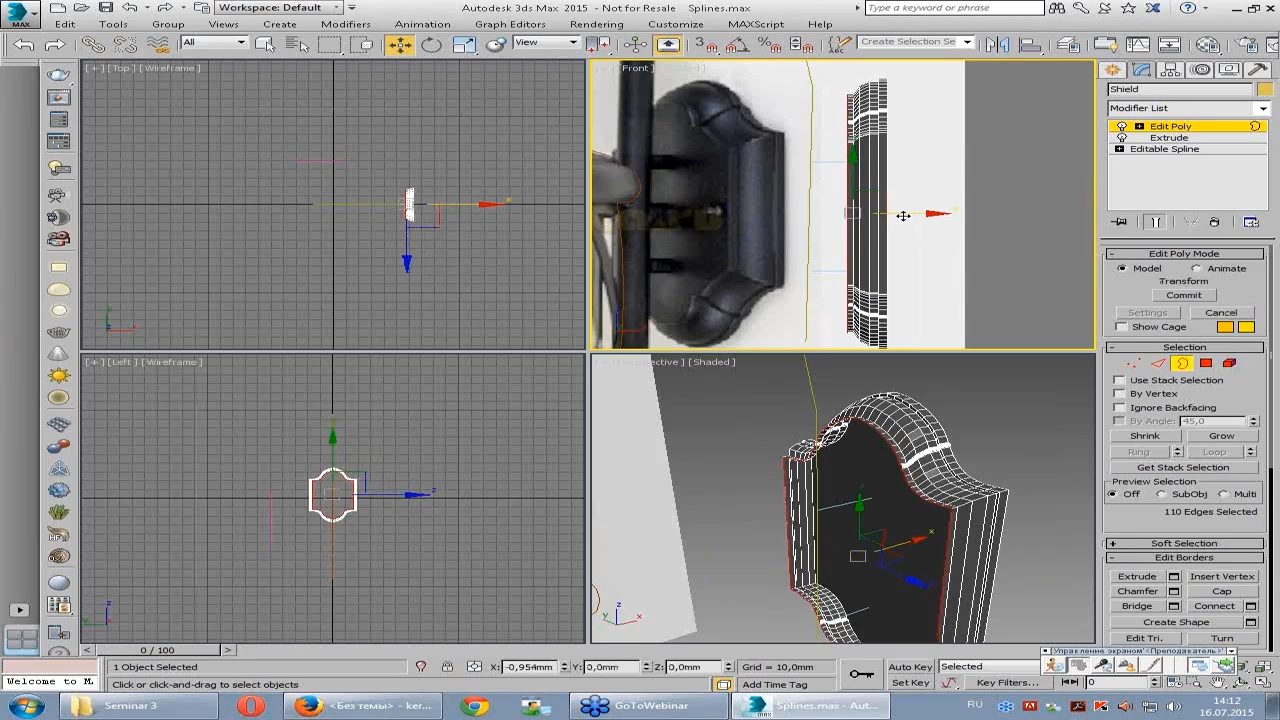 MAX
Workspace: Default
Autodesk 3ds Max 2015 - Not for Resale
Splines.max
Type a keyword or phrase
Edit
Tools
Group
Views
Create
Modifiers
Animation
Graph Editors
Rendering
Customize
MAXScript
Help
All
View
Create Selection Se
[ + ] [ Top ] [ Wireframe ]
[ Front ]
[ + ] [ Left ] [ Wireframe ]
[ Shaded ]
Shield
Modifier List
Edit Poly
Extrude
Editable Spline
Edit Poly Mode
Model
Animate
Transform
Commit
Settings
Cancel
Show Cage
Selection
Use Stack Selection
By Vertex
Ignore Backfacing
By Angle:
45,0
Shrink
Grow
Ring
Loop
Get Stack Selection
Preview Selection
Off
SubObj
Multi
110 Edges Selected
Soft Selection
Edit Borders
Extrude
Insert Vertex
Chamfer
Cap
Bridge
Connect
Create Shape
Edit Tri.
Turn
0 / 100
Управление экраном
1 Object Selected
X: 0,954mm
Y: 0,0mm
Z: 0,0mm
Grid = 10,0mm
Auto Key
Selected
Welcome to M
Click or click-and-drag to select objects
Add Time Tag
Set Key
Key Filters...
0
Seminar 3
<Без темы> - ker...
GoToWebinar
Splines.max - Aut...
RU
14:12
16.07.2015